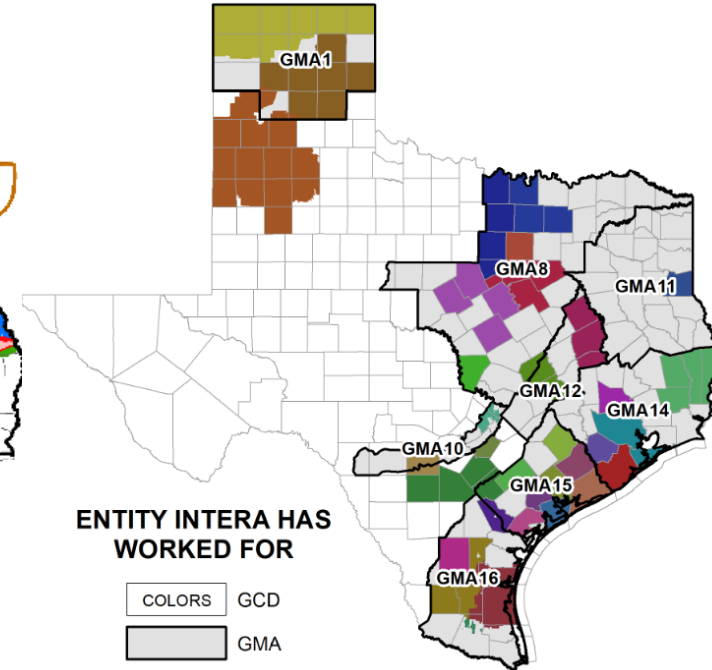 GMA1
GMA8
GMA11
GMA12
GMA14
GMA10
GMA15
GMA16
ENTITY INTERA HAS
WORKED FOR
COLORS GCD
GMA